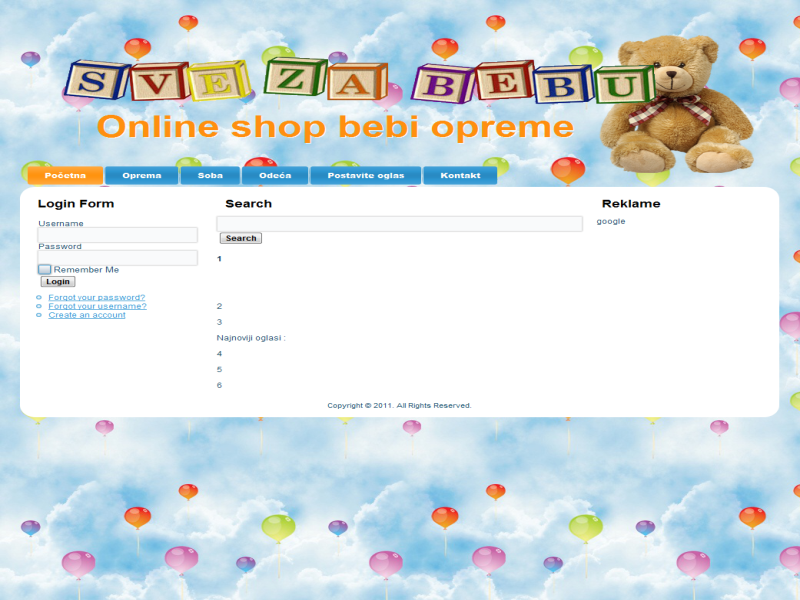 SVE ZA BEBU
Online shop bebi opreme
Početna Oprema Soba Odeća Postavite oglas Kontakt
Login Form
Username
Password
Remember Me
Login
Forgot your password?
Forgot your username?
Create an account
Search
Search
1
2
3
Najnoviji oglasi :
4
5
6
Reklame
google
Copyright © 2011. All Rights Reserved.